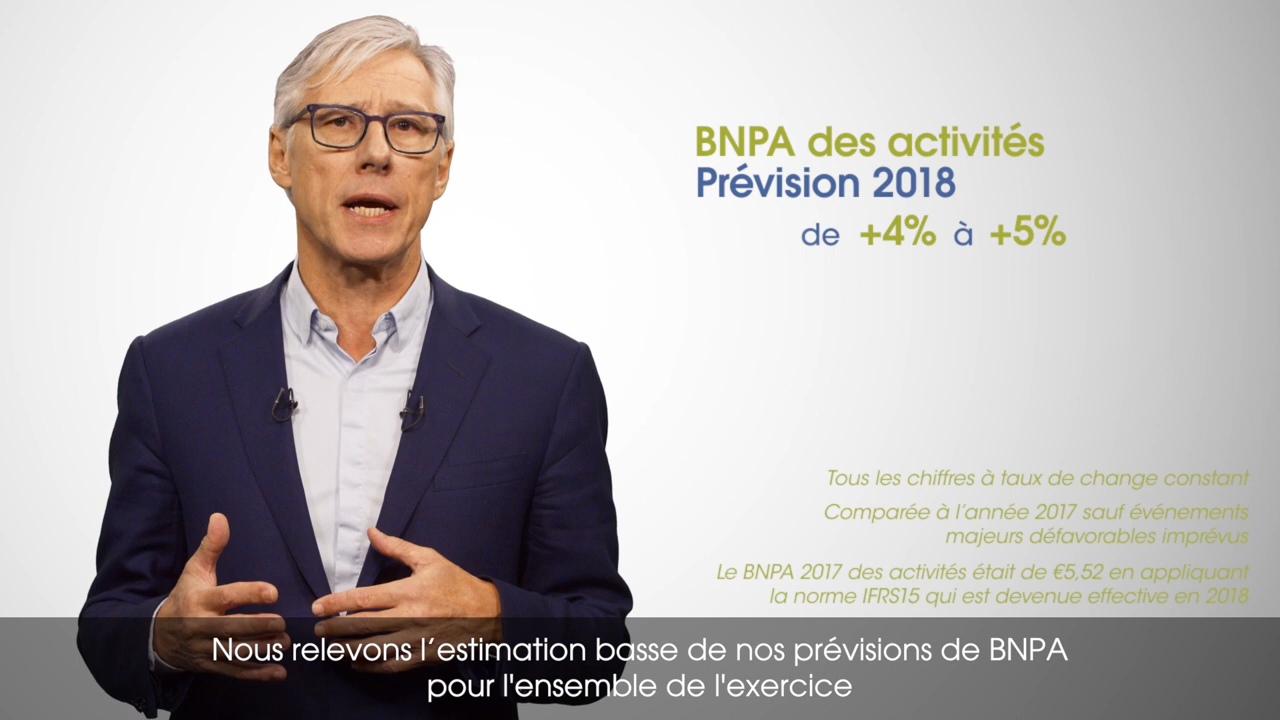 BNPA des activités
Prévision 2018
de +4% à +5%
Tous les chiffres à taux de change constant
Comparée à l'année 2017 sauf événements
majeurs défavorables imprévus
Le BNPA 2017 des activités était de €5,52 en appliquant
la norme IFRS15 qui est devenue effective en 2018
Nous relevons l´estimation basse de nos prévisions de BNPA
pour l'ensemble de l'exercice